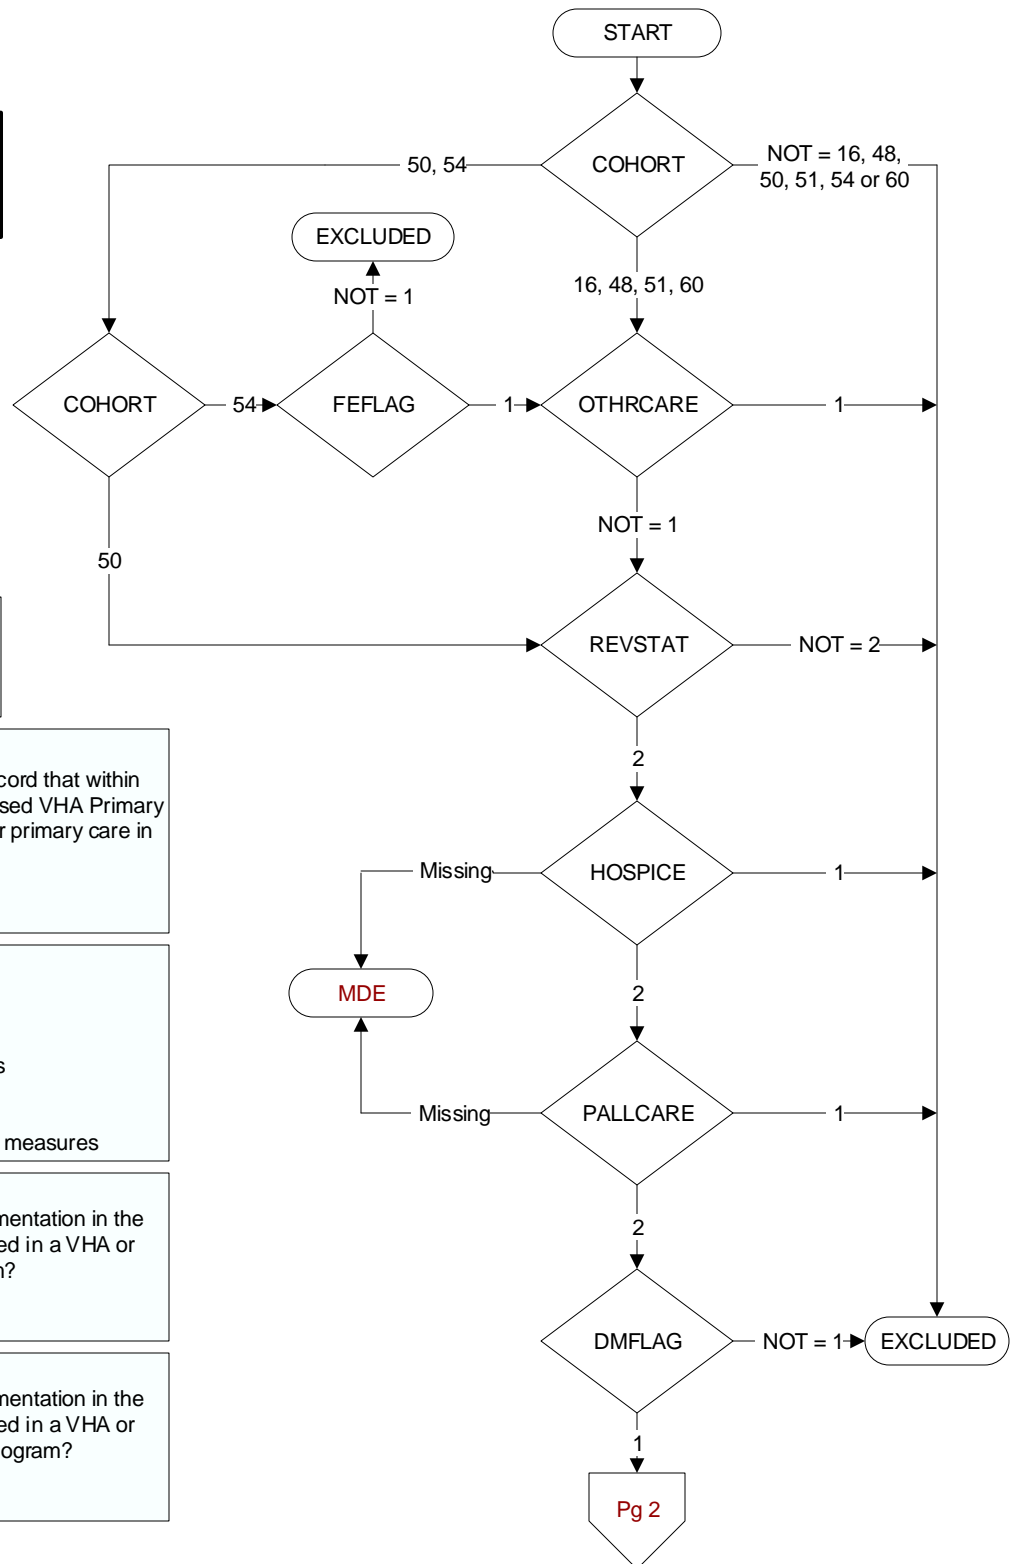 START
COHORT
50, 54
NOT = 16, 48,
50, 51, 54 or 60
EXCLUDED
NOT = 1
16, 48, 51, 60
COHORT
54
FEFLAG
1
OTHRCARE
1
NOT = 1
50
REVSTAT
NOT = 2
2
cord that within
sed VHA Primary
r primary care in
Missing
HOSPICE
1
MDE
2
s
Missing
PALLCARE
1
measures
2
mentation in the
ed in a VHA or
n?
DMFLAG
NOT = 1
EXCLUDED
mentation in the
ed in a VHA or
ogram?
1
Pg 2